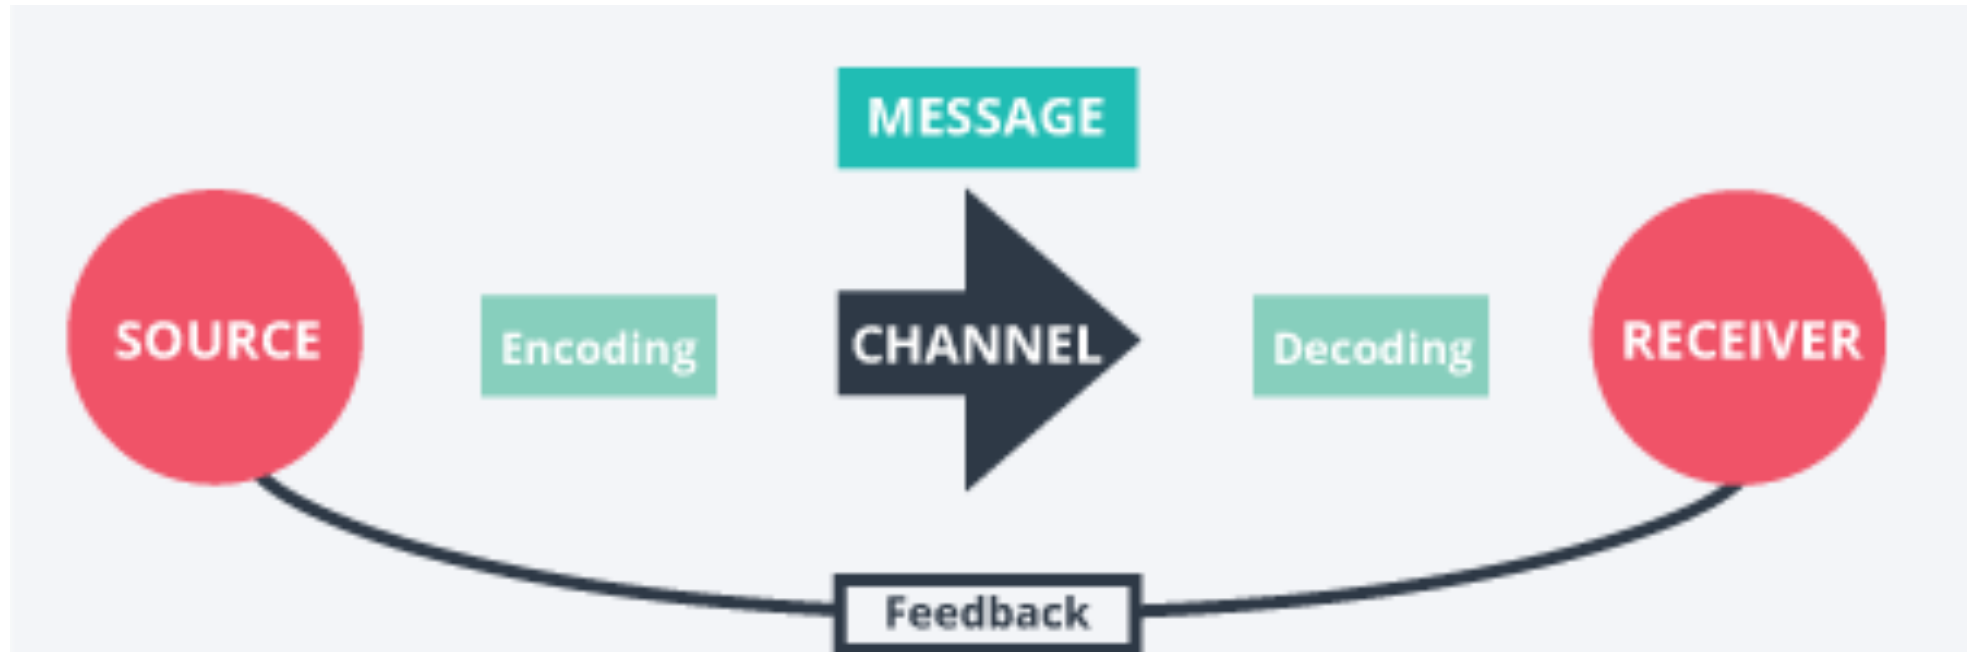 MESSAGE
SOURCE
Encoding
CHANNEL
Decoding
RECEIVER
Feedback